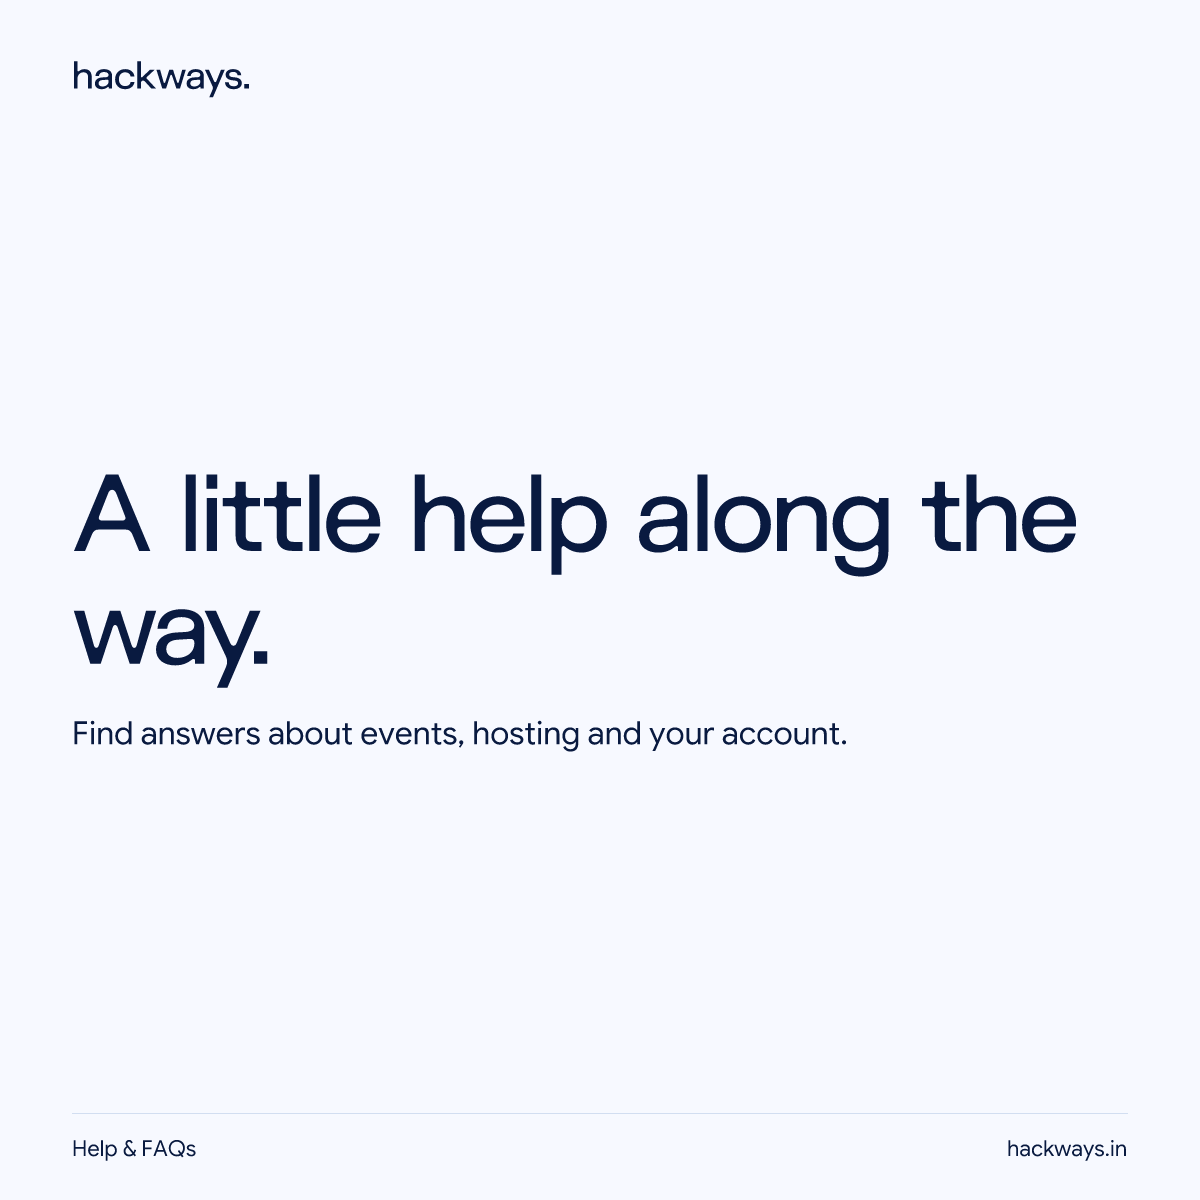 hackways.
A little help along the
way.
Find answers about events, hosting and your account.
Help & FAQs
hackways.in